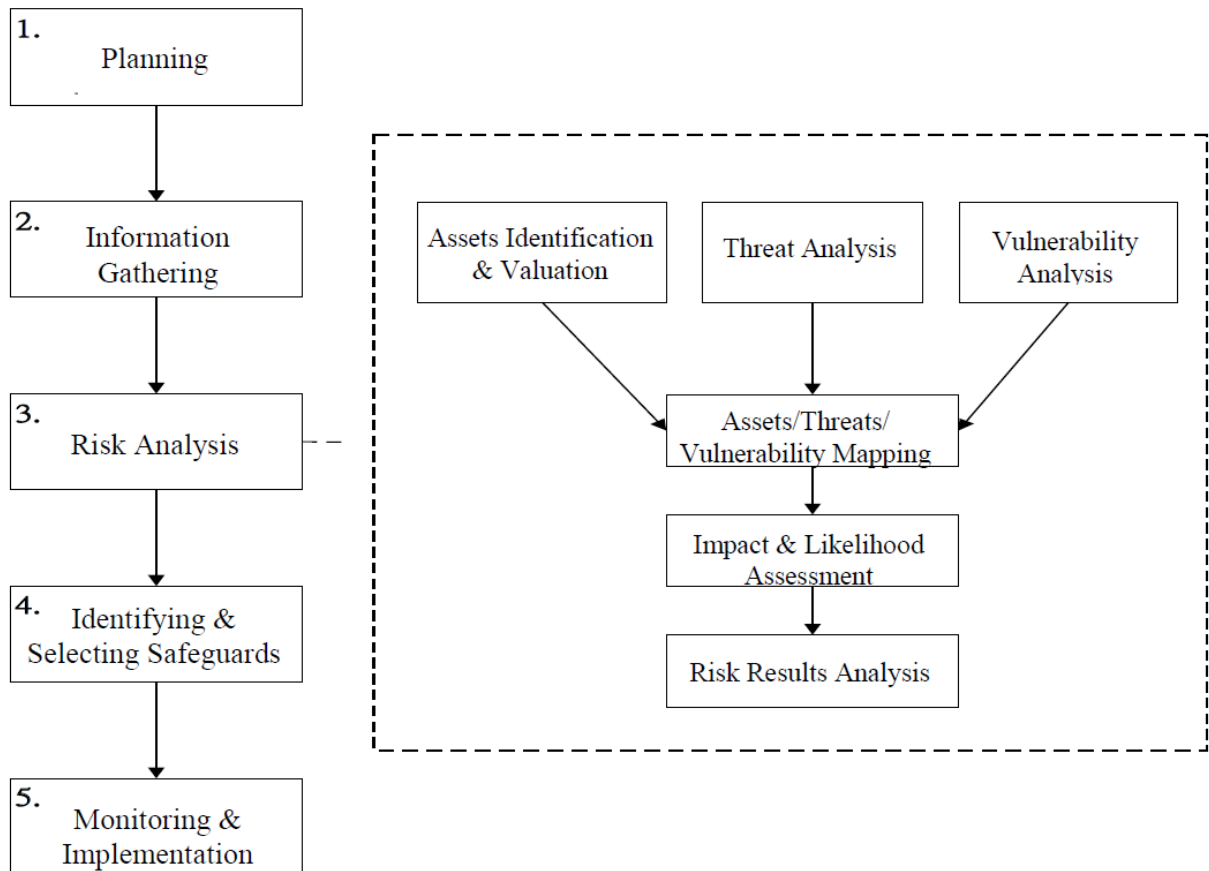 1.
Planning
2.
Information
Gathering
3.
Risk Analysis
4.
Identifying &
Selecting Safeguards
5.
Monitoring &
Implementation
Assets Identification
& Valuation
Threat Analysis
Vulnerability
Analysis
Assets/Threats/
Vulnerability Mapping
Impact & Likelihood
Assessment
Risk Results Analysis